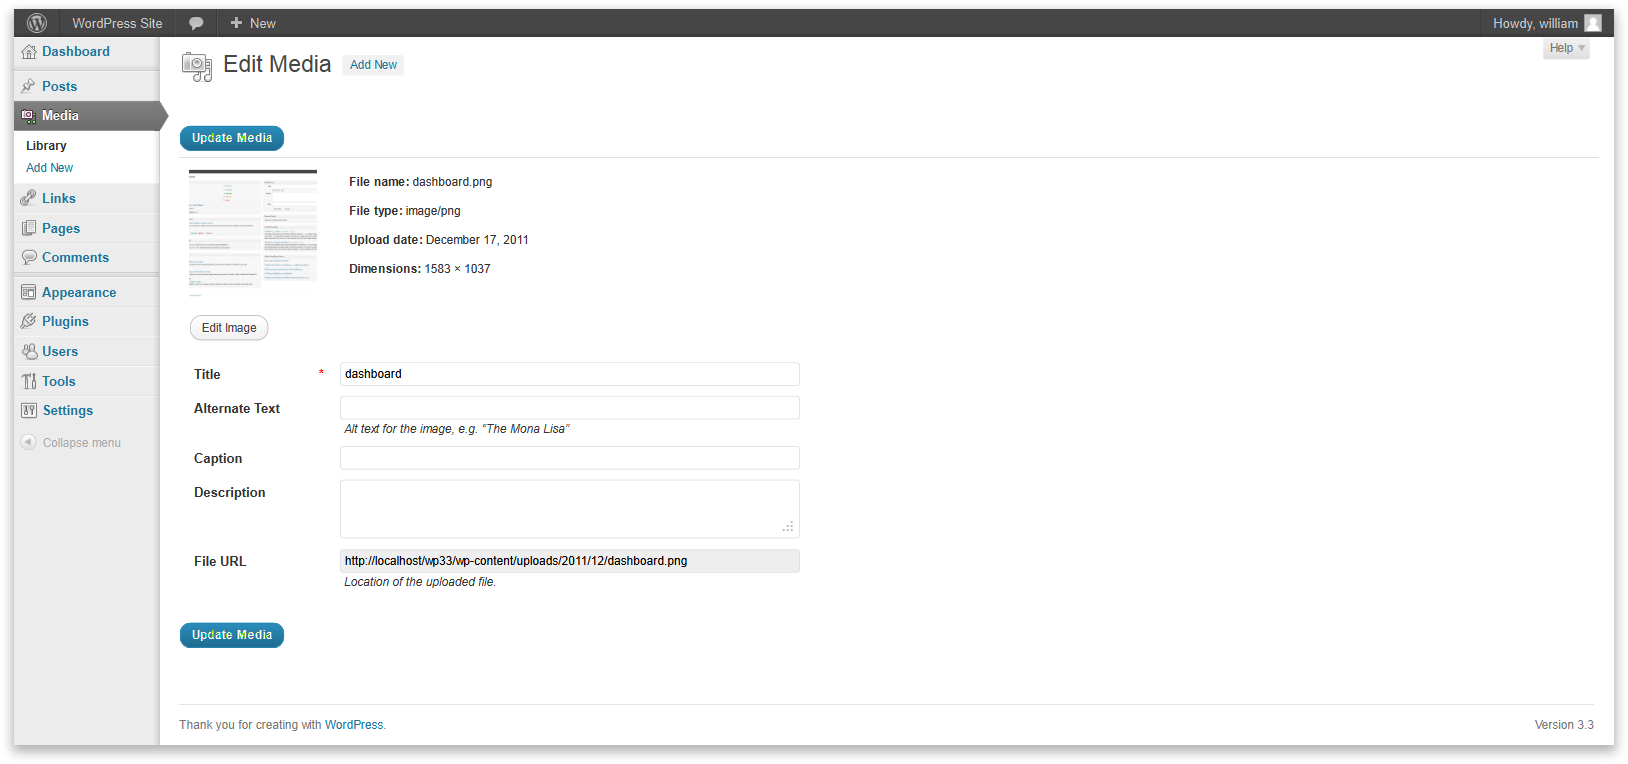 WordPress Site
New
Howdy, william
Dashboard
Posts
Media
Library
Add New
Links
Pages
Comments
Appearance
Plugins
Users
Tools
Settings
Collapse menu
Help
Edit Media
Add New
Update Media
File name: dashboard.png
File type: image/png
Upload date: December 17, 2011
Dimensions: 1583 × 1037
Edit Image
Title *
dashboard
Alternate Text
Alt text for the image, e.g. “The Mona Lisa”
Caption
Description
File URL
http://localhost/wp33/wp-content/uploads/2011/12/dashboard.png
Location of the uploaded file.
Update Media
Thank you for creating with WordPress.
Version 3.3